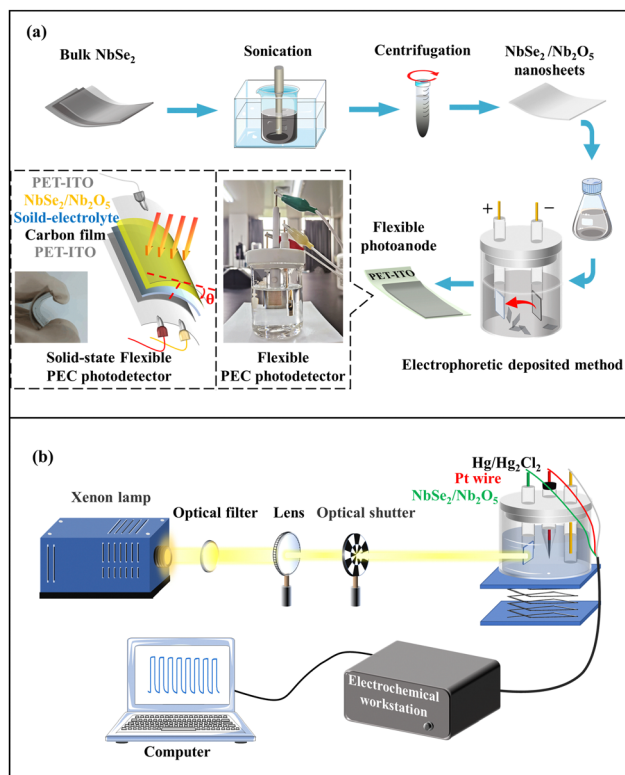 (a)
Bulk NbSe₂
Sonication
Centrifugation
NbSe₂/Nb₂O₅
nanosheets
PET-ITO
NbSe₂/Nb₂O₅
Soild-electrolyte
Carbon film
PET-ITO
θ
Solid-state Flexible
PEC photodetector
Flexible
PEC photodetector
Flexible
photoanode
PET-ITO
+
−
Electrophoretic deposited method
(b)
Hg/Hg₂Cl₂
Pt wire
NbSe₂/Nb₂O₅
Xenon lamp
Optical filter
Lens
Optical shutter
Electrochemical
workstation
Computer